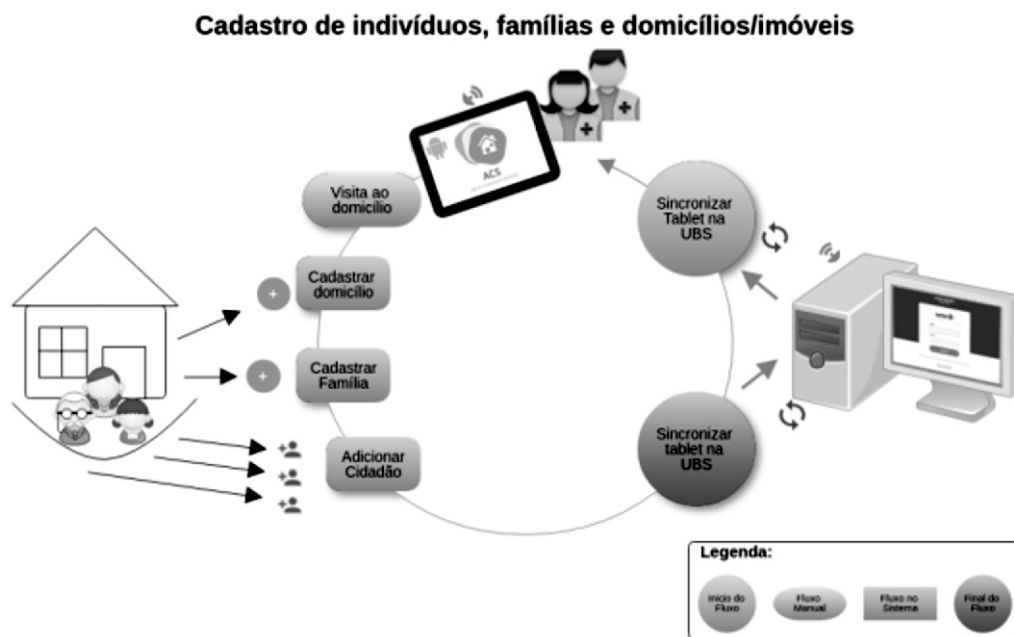 Cadastro de indivíduos, famílias e domicílios/imóveis
ACS
Visita ao
domicílio
Cadastrar
domicílio
Cadastrar
Família
Adicionar
Cidadão
Sincronizar
Tablet na
UBS
Sincronizar
tablet na
UBS
Legenda:
Início do
Fluxo
Fluxo
Manual
Fluxo no
Sistema
Final do
Fluxo